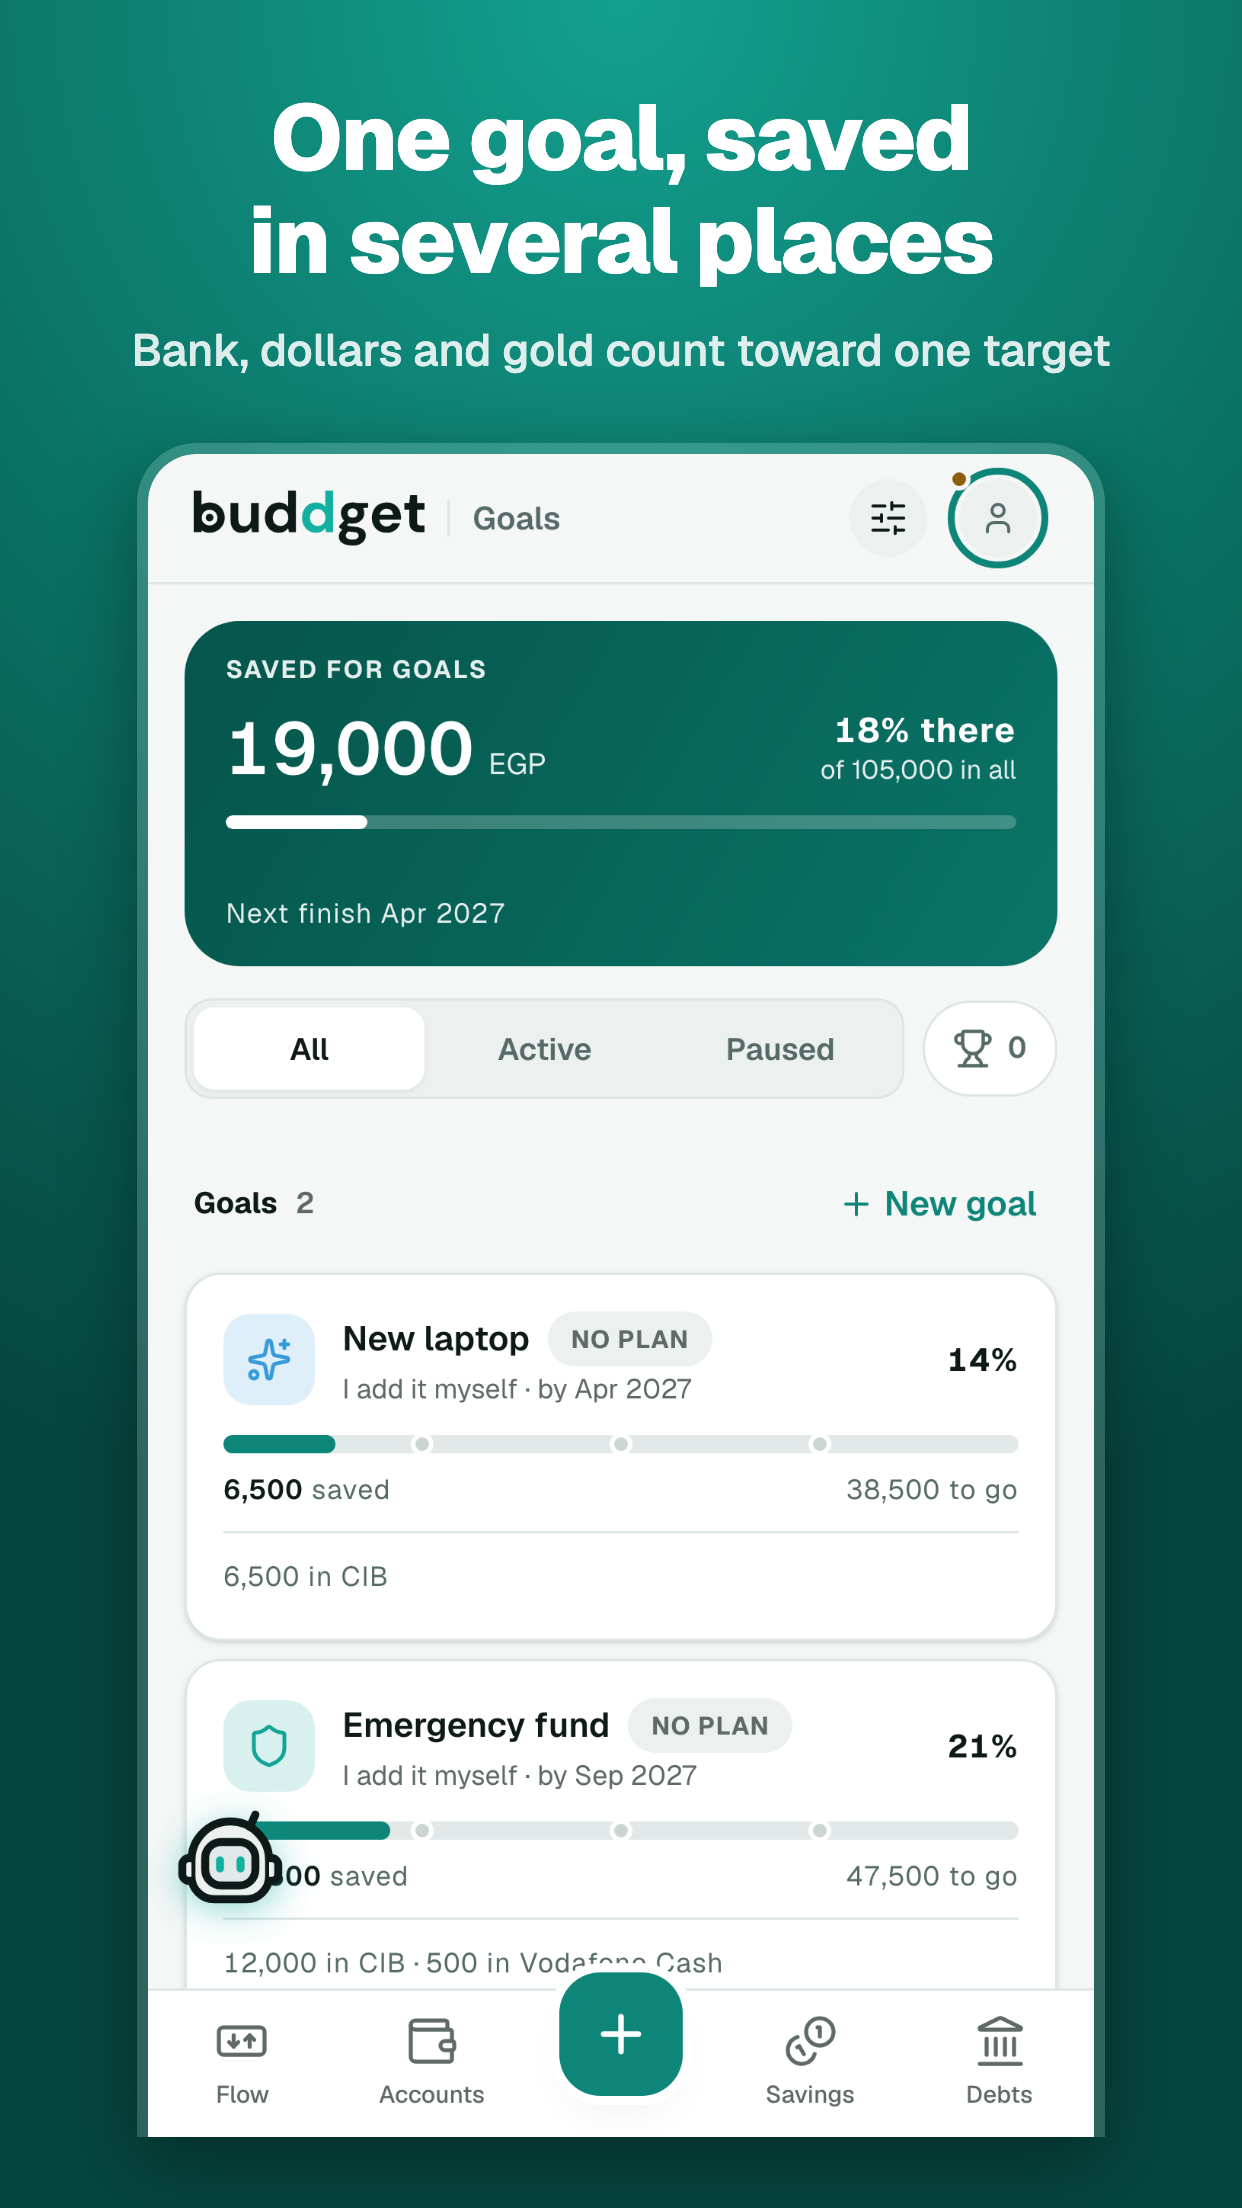 One goal, saved
in several places
Bank, dollars and gold count toward one target
buddget
Goals
SAVED FOR GOALS
19,000 EGP
18% there
of 105,000 in all
Next finish Apr 2027
All
Active
Paused
0
Goals 2
+ New goal
New laptop
NO PLAN
14%
I add it myself · by Apr 2027
6,500 saved
38,500 to go
6,500 in CIB
Emergency fund
NO PLAN
21%
I add it myself · by Sep 2027
saved
47,500 to go
12,000 in CIB · 500 in Vodafone Cash
Flow
Accounts
Savings
Debts